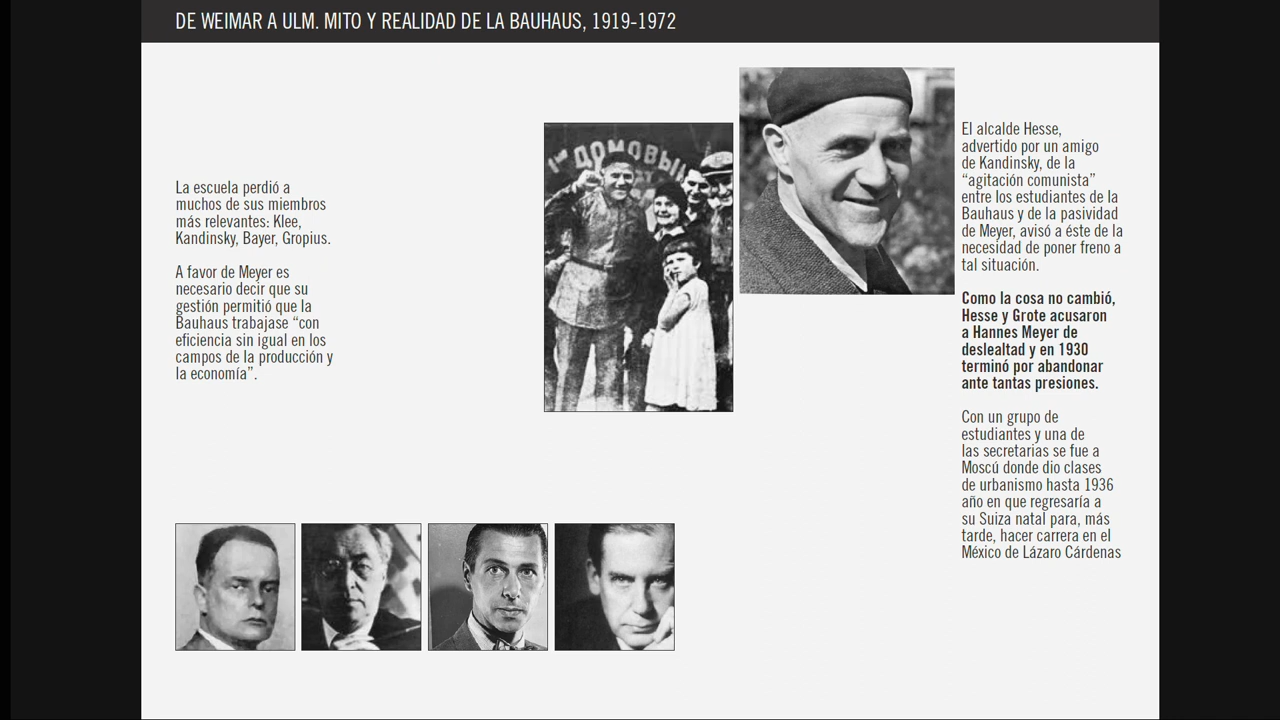 DE WEIMAR A ULM. MITO Y REALIDAD DE LA BAUHAUS, 1919-1972
La escuela perdió a
muchos de sus miembros
más relevantes: Klee,
Kandinsky, Bayer, Gropius.
A favor de Meyer es
necesario decir que su
gestión permitió que la
Bauhaus trabajase “con
eficiencia sin igual en los
campos de la producción y
la economía”.
El alcalde Hesse,
advertido por un amigo
de Kandinsky, de la
“agitación comunista”
entre los estudiantes de la
Bauhaus y de la pasividad
de Meyer, avisó a éste de la
necesidad de poner freno a
tal situación.
Como la cosa no cambió,
Hesse y Grote acusaron
a Hannes Meyer de
deslealtad y en 1930
terminó por abandonar
ante tantas presiones.
Con un grupo de
estudiantes y una de
las secretarias se fue a
Moscú donde dio clases
de urbanismo hasta 1936
año en que regresaría a
su Suiza natal para, más
tarde, hacer carrera en el
México de Lázaro Cárdenas